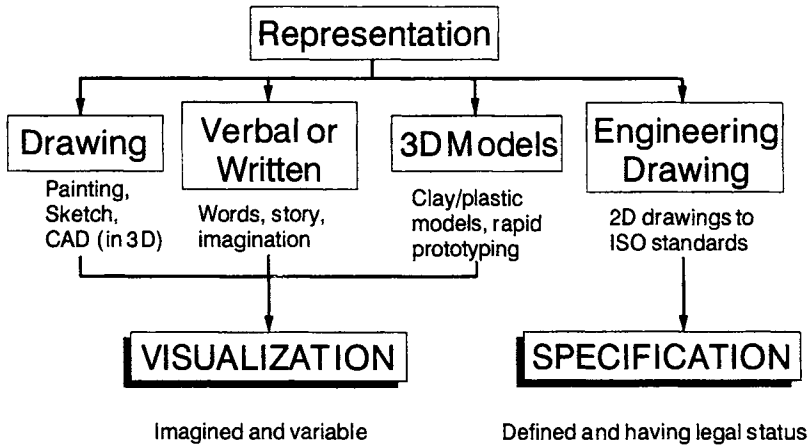 Representation
Drawing
Verbal or
Written
3D Models
Engineering
Drawing
Painting,
Sketch,
CAD (in 3D)
Words, story,
imagination
Clay/plastic
models, rapid
prototyping
2D drawings to
ISO standards
VISUALIZATION
SPECIFICATION
Imagined and variable
Defined and having legal status